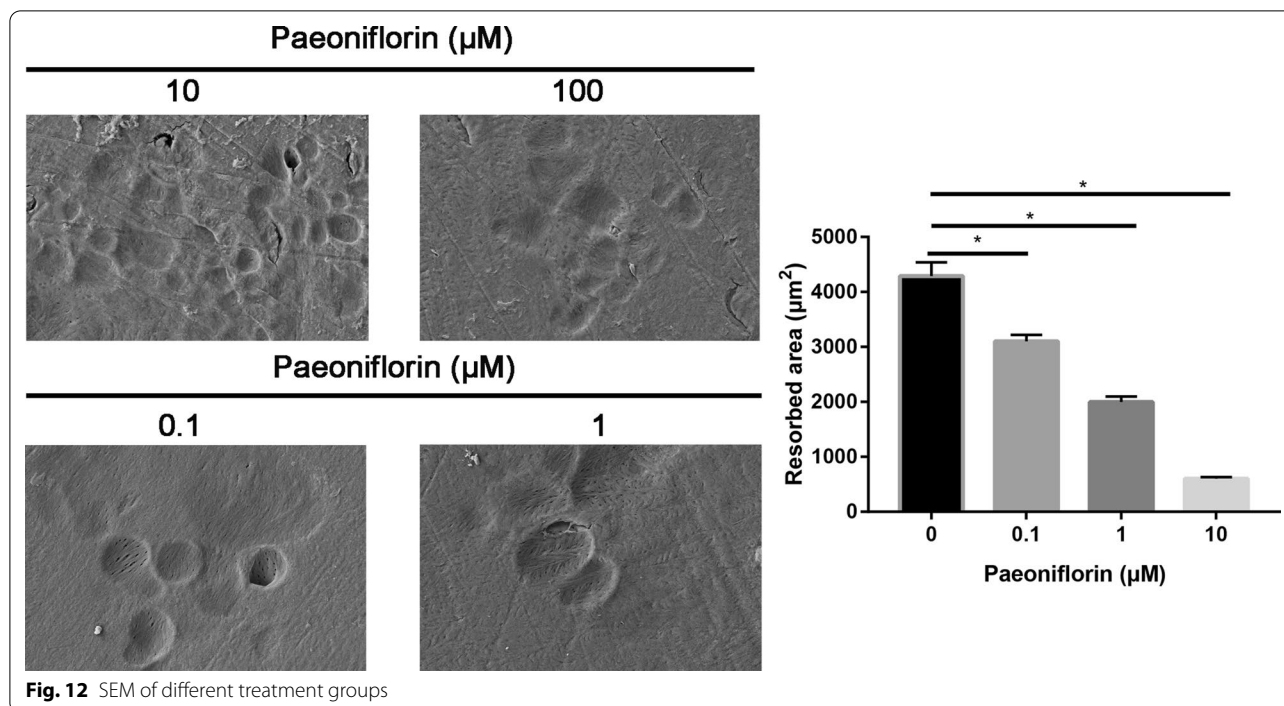 Paeoniflorin (µM)
10 100
Paeoniflorin (µM)
0.1 1
*
*
*
5000
4000
3000
2000
1000
0
Resorbed area (µm²)
0 0.1 1 10
Paeoniflorin (µM)
Fig. 12 SEM of different treatment groups